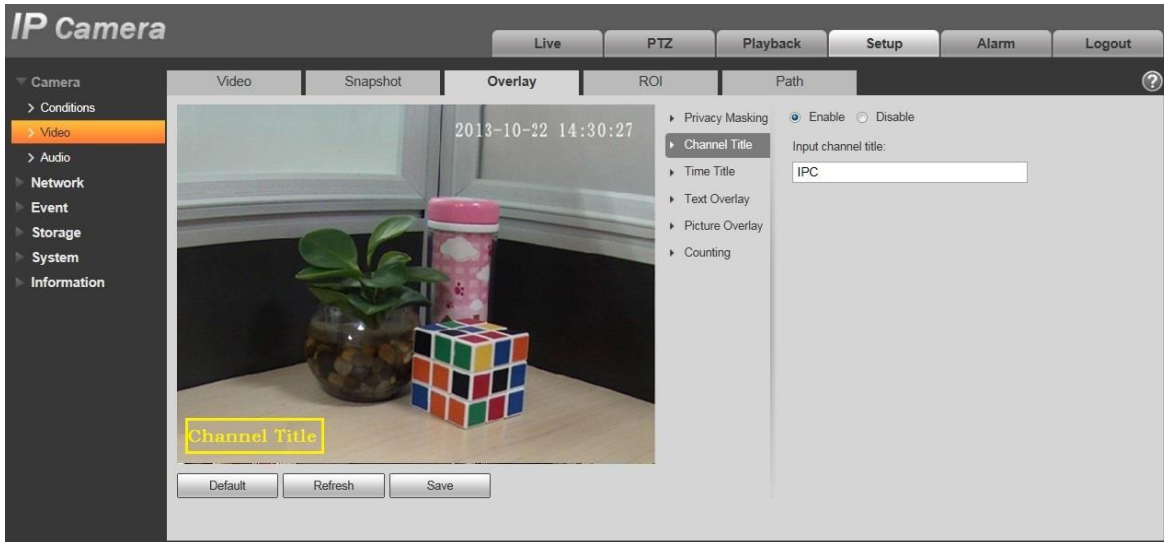 IP Camera
Live PTZ Playback Setup Alarm Logout
Camera
Conditions
Video
Audio
Network
Event
Storage
System
Information
Video Snapshot Overlay ROI Path
?
2013-10-22 14:30:27
Channel Title
Default Refresh Save
Privacy Masking
Channel Title
Time Title
Text Overlay
Picture Overlay
Counting
Enable Disable
Input channel title:
IPC